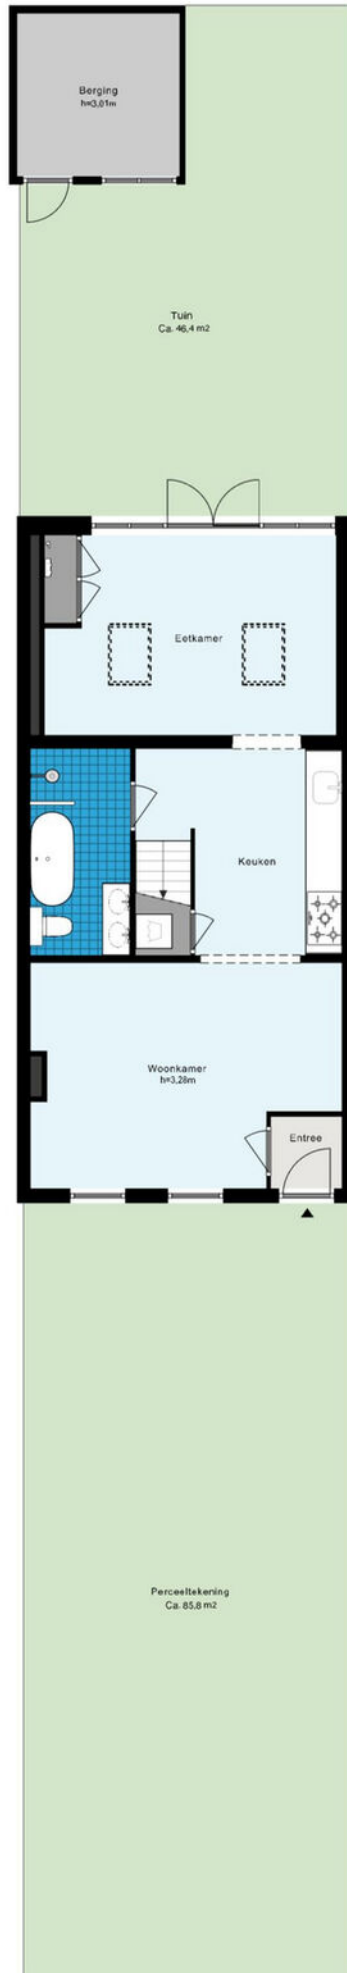 Berging
h=3,01m
Tuin
Ca. 46,4 m2
Eetkamer
Keuken
Woonkamer
h=3,28m
Entree
Perceeltekening
Ca. 85,8 m2